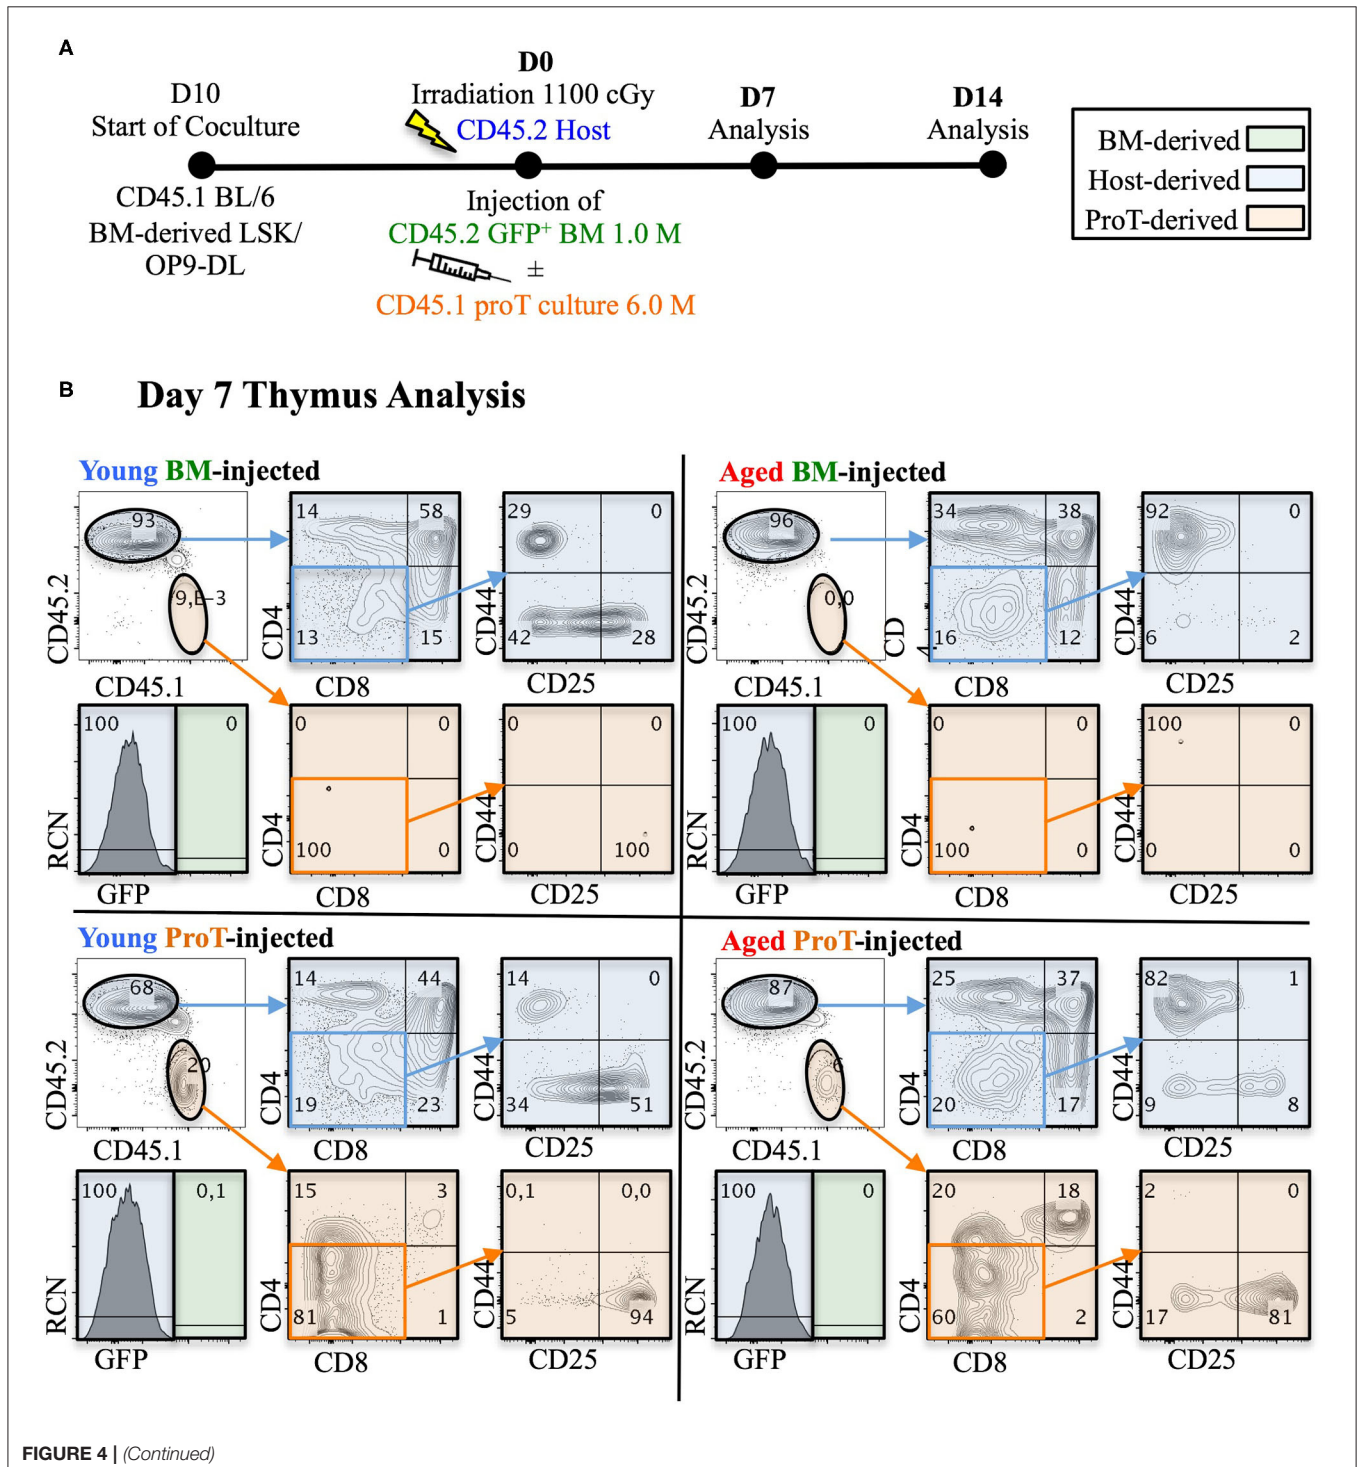 A
D10
Start of Coculture
CD45.1 BL/6
BM-derived LSK/
OP9-DL
D0
Irradiation 1100 cGy
CD45.2 Host
Injection of
CD45.2 GFP+ BM 1.0 M
±
CD45.1 proT culture 6.0 M
D7
Analysis
D14
Analysis
BM-derived
Host-derived
ProT-derived
B
Day 7 Thymus Analysis
Young BM-injected
93
9,E-3
CD45.2
CD45.1
14
58
13
15
CD4
CD8
29
0
42
28
CD44
CD25
100
0
RCN
GFP
0
0
100
0
CD4
CD8
0
0
0
100
CD44
CD25
Aged BM-injected
96
0,0
CD45.2
CD45.1
34
38
16
12
CD
4
CD8
92
0
6
2
CD44
CD25
100
0
RCN
GFP
0
0
100
0
CD4
CD8
100
0
0
0
CD44
CD25
Young ProT-injected
68
20
CD45.2
CD45.1
14
44
19
23
CD4
CD8
14
0
34
51
CD44
CD25
100
0,1
RCN
GFP
15
3
81
1
CD4
CD8
0,1
0,0
5
94
CD44
CD25
Aged ProT-injected
87
6
CD45.2
CD45.1
25
37
20
17
CD4
CD8
82
1
9
8
CD44
CD25
100
0
RCN
GFP
20
18
60
2
CD4
CD8
2
0
17
81
CD44
CD25
FIGURE 4 | (Continued)